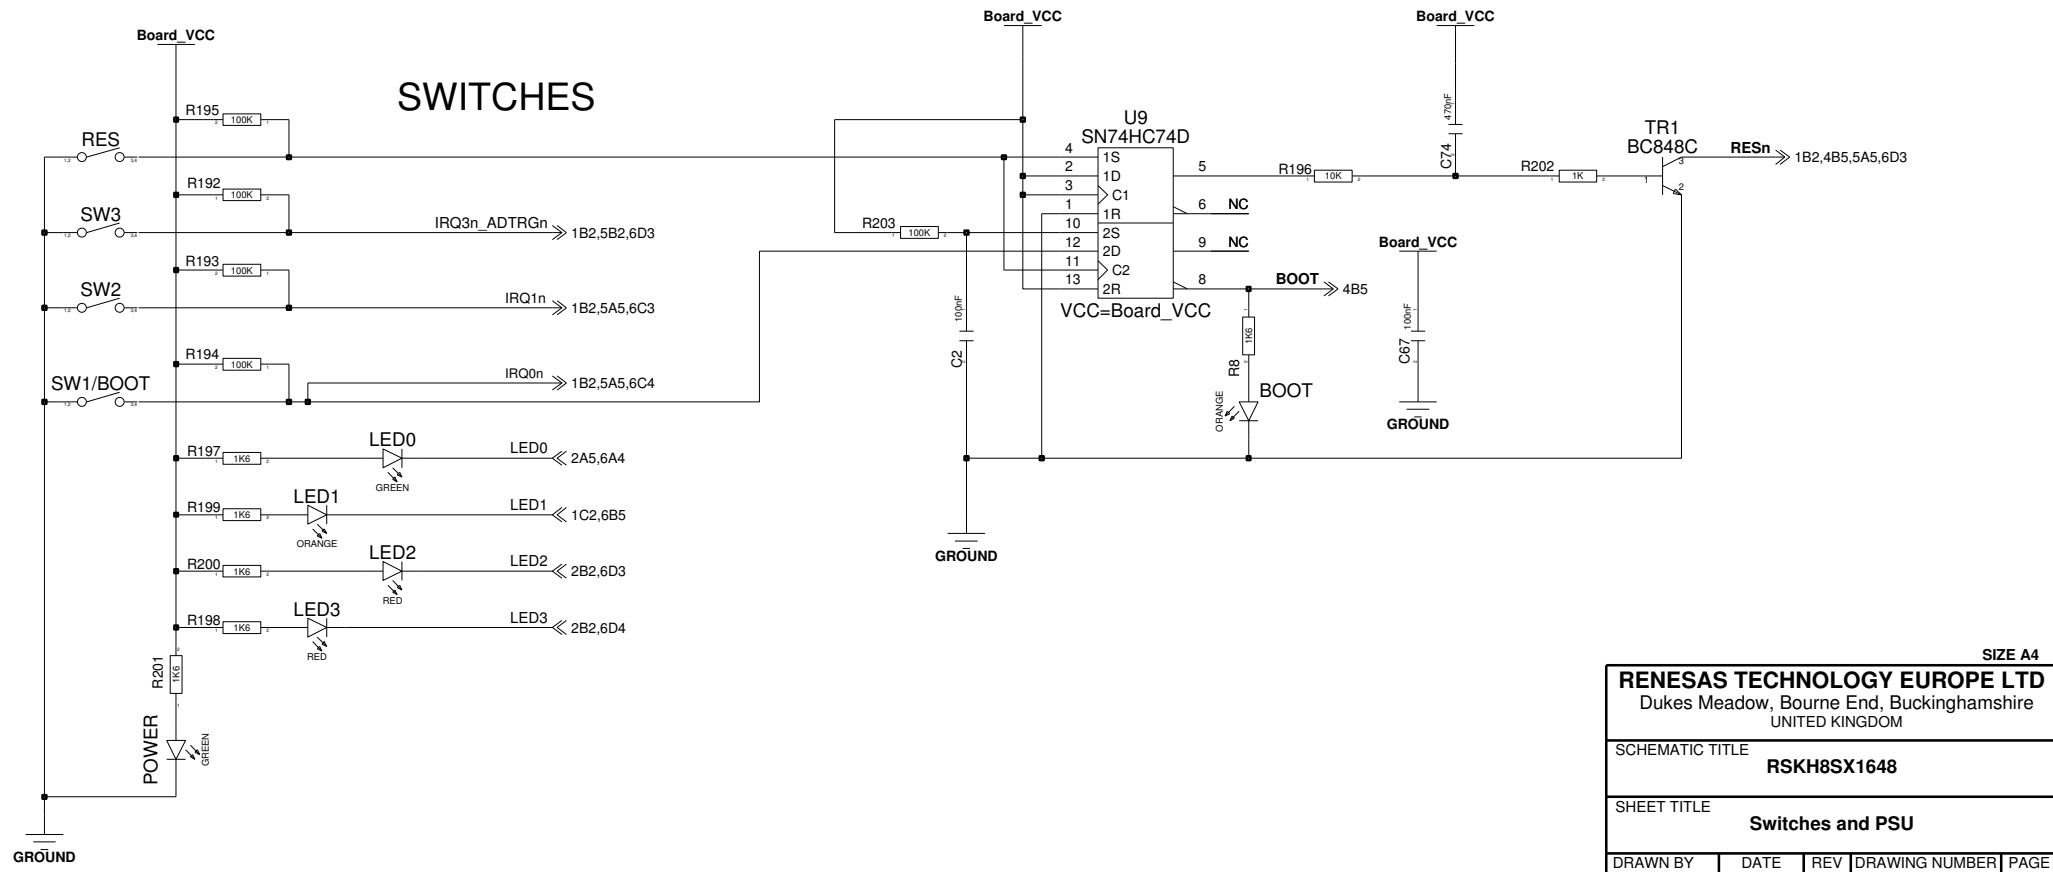 Board_VCC
SWITCHES
R195
100K
RES
R192
100K
SW3
IRQ3n_ADTRGn
1B2,5B2,6D3
R193
100K
SW2
IRQ1n
1B2,5A5,6C3
R194
100K
IRQ0n
1B2,5A5,6C4
SW1/BOOT
R197
1K6
LED0
GREEN
LED0
2A5,6A4
R199
1K6
LED1
ORANGE
LED1
1C2,6B5
R200
1K6
LED2
RED
LED2
2B2,6D3
R198
1K6
LED3
RED
LED3
2B2,6D4
R201
1K6
POWER
GREEN
GROUND
Board_VCC
U9
SN74HC74D
4 1S
2 1D
3 C1
1 1R
10 2S
12 2D
11 C2
13 2R
5
6 NC
9 NC
8
VCC=Board_VCC
R203
100K
100nF
C2
GROUND
BOOT
4B5
1K6
R8
BOOT
ORANGE
Board_VCC
470nF
C74
R196
10K
R202
1K
TR1
BC848C
1
2
3
RESn
1B2,4B5,5A5,6D3
Board_VCC
100nF
C67
GROUND
SIZE A4
RENESAS TECHNOLOGY EUROPE LTD
Dukes Meadow, Bourne End, Buckinghamshire
UNITED KINGDOM
SCHEMATIC TITLE
RSKH8SX1648
SHEET TITLE
Switches and PSU
DRAWN BY DATE REV DRAWING NUMBER PAGE